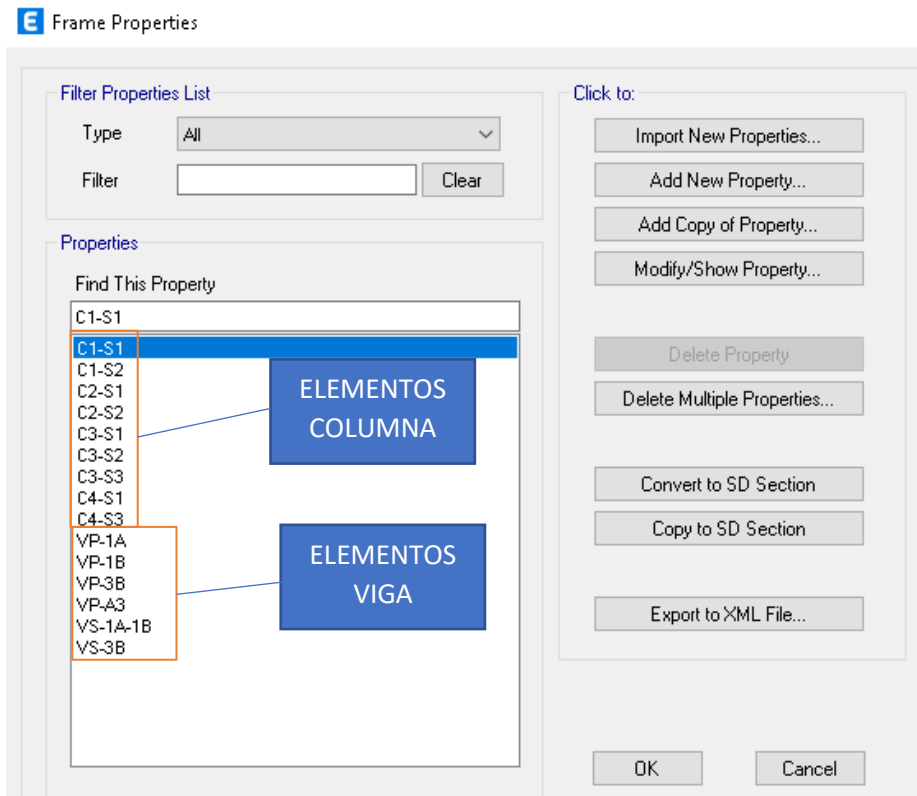 E Frame Properties
Filter Properties List
Type All
Filter Clear
Properties
Find This Property
C1-S1
C1-S1
C1-S2
C2-S1
C2-S2
C3-S1
C3-S2
C3-S3
C4-S1
C4-S3
VP-1A
VP-1B
VP-3B
VP-A3
VS-1A-1B
VS-3B
ELEMENTOS
COLUMNA
ELEMENTOS
VIGA
Click to:
Import New Properties...
Add New Property...
Add Copy of Property...
Modify/Show Property...
Delete Property
Delete Multiple Properties...
Convert to SD Section
Copy to SD Section
Export to XML File...
OK Cancel